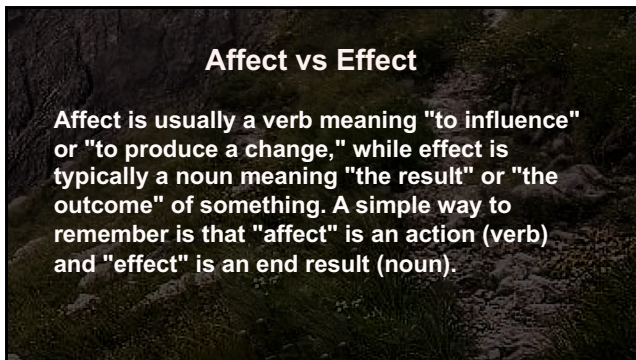 Affect vs Effect
Affect is usually a verb meaning "to influence"
or "to produce a change," while effect is
typically a noun meaning "the result" or "the
outcome" of something. A simple way to
remember is that "affect" is an action (verb)
and "effect" is an end result (noun).